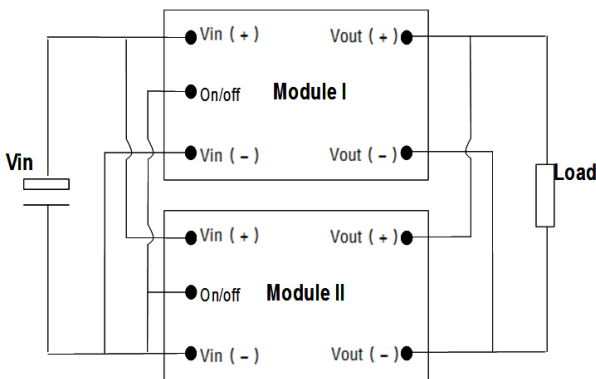 Vin ( + )
Vout ( + )
On/off
Module I
Vin ( − )
Vout ( − )
Vin
Load
Vin ( + )
Vout ( + )
On/off
Module II
Vin ( − )
Vout ( − )